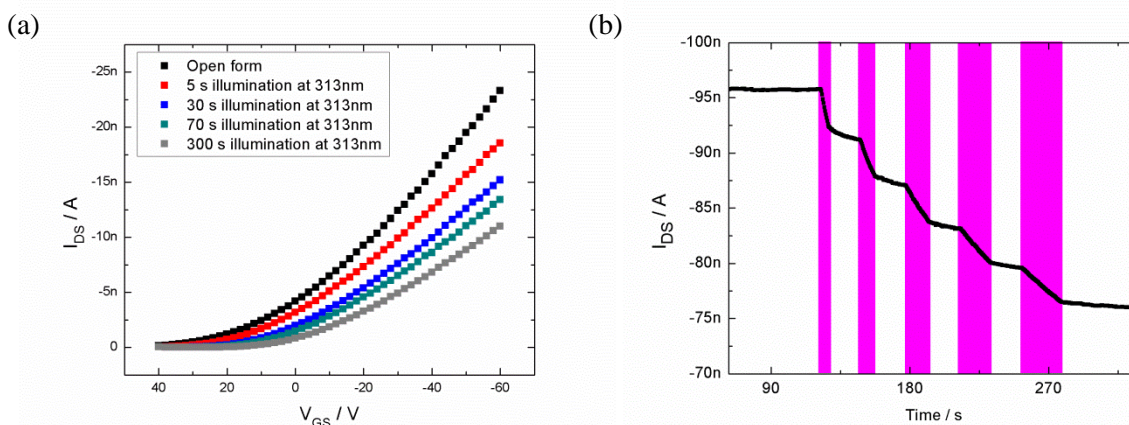 (a)
-25n
-20n
-15n
-10n
-5n
0
I_DS / A
Open form
5 s illumination at 313nm
30 s illumination at 313nm
70 s illumination at 313nm
300 s illumination at 313nm
40 20 0 -20 -40 -60
V_GS / V
(b)
-100n
-95n
-90n
-85n
-80n
-75n
-70n
I_DS / A
90 180 270
Time / s